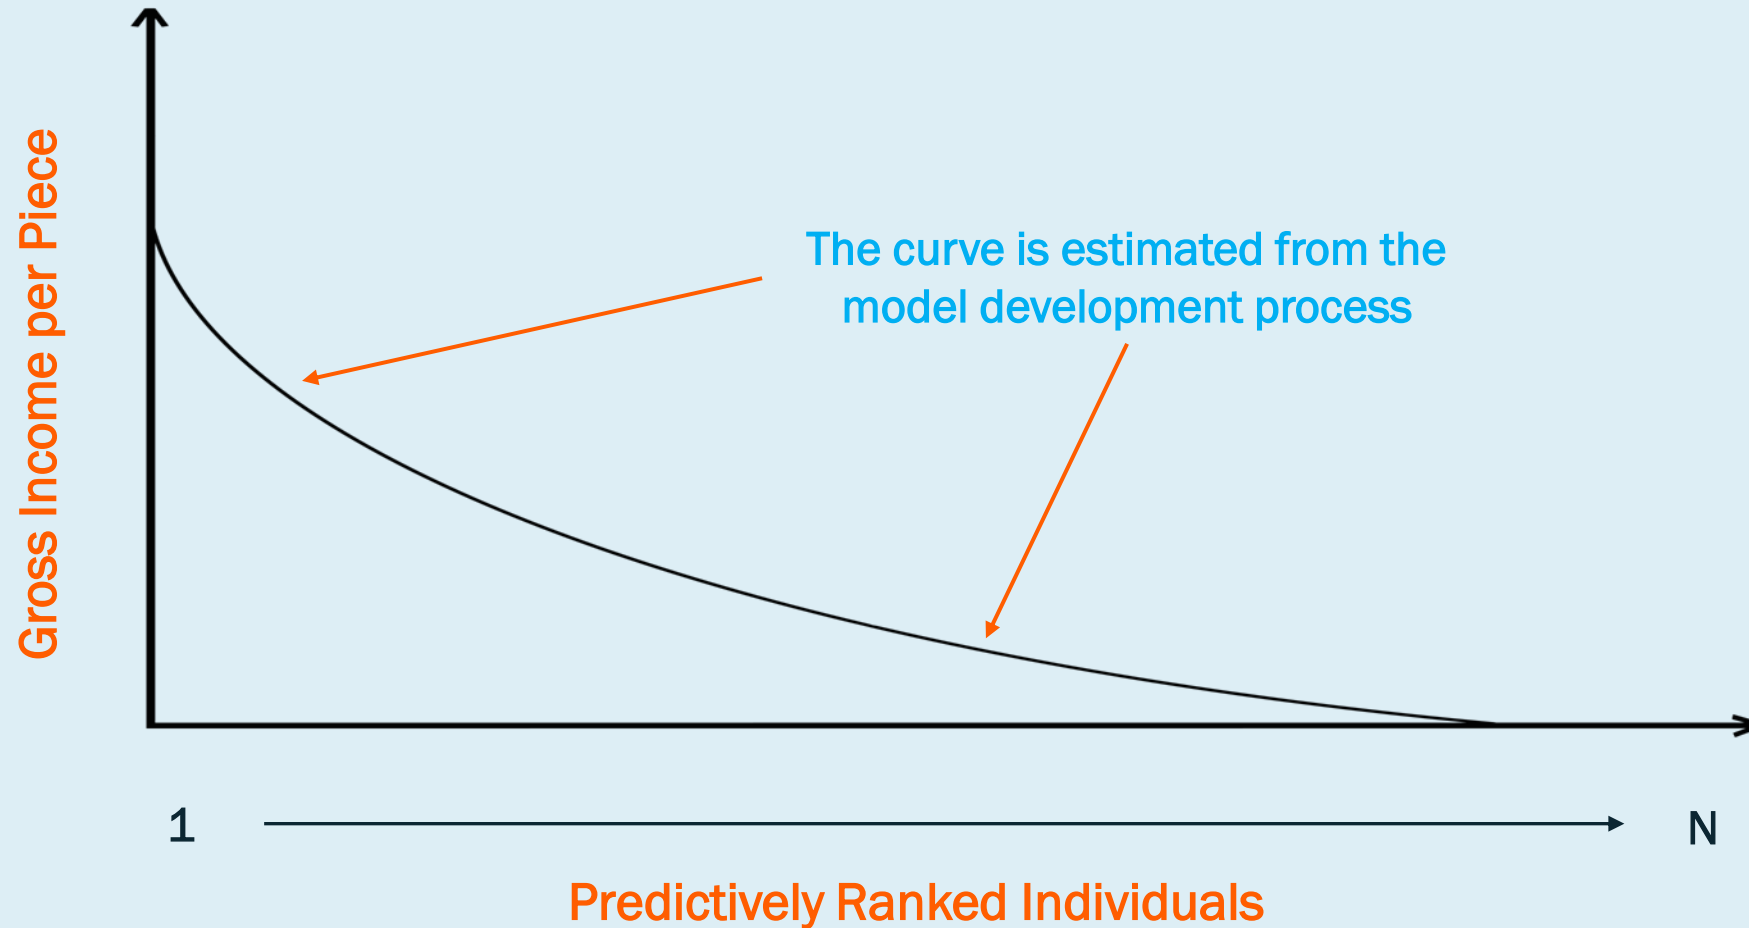 Gross Income per Piece
The curve is estimated from the
model development process
1
N
Predictively Ranked Individuals